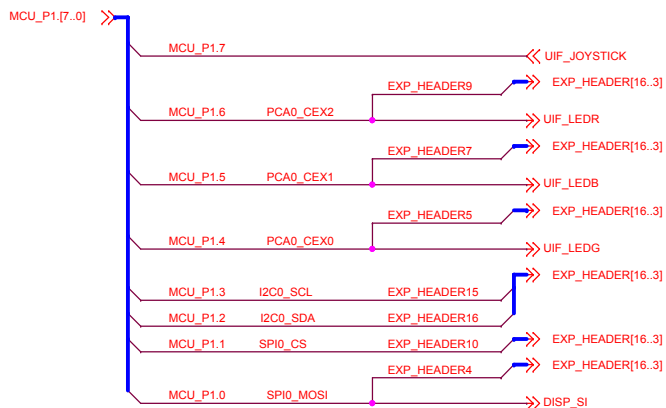 MCU_P1.[7..0]
MCU_P1.7 UIF_JOYSTICK
EXP_HEADER9 EXP_HEADER[16..3]
MCU_P1.6 PCA0_CEX2 UIF_LEDR
EXP_HEADER7 EXP_HEADER[16..3]
MCU_P1.5 PCA0_CEX1 UIF_LEDB
EXP_HEADER5 EXP_HEADER[16..3]
MCU_P1.4 PCA0_CEX0 UIF_LEDG
EXP_HEADER[16..3]
MCU_P1.3 I2C0_SCL EXP_HEADER15
MCU_P1.2 I2C0_SDA EXP_HEADER16
MCU_P1.1 SPI0_CS EXP_HEADER10 EXP_HEADER[16..3]
EXP_HEADER4 EXP_HEADER[16..3]
MCU_P1.0 SPI0_MOSI DISP_SI